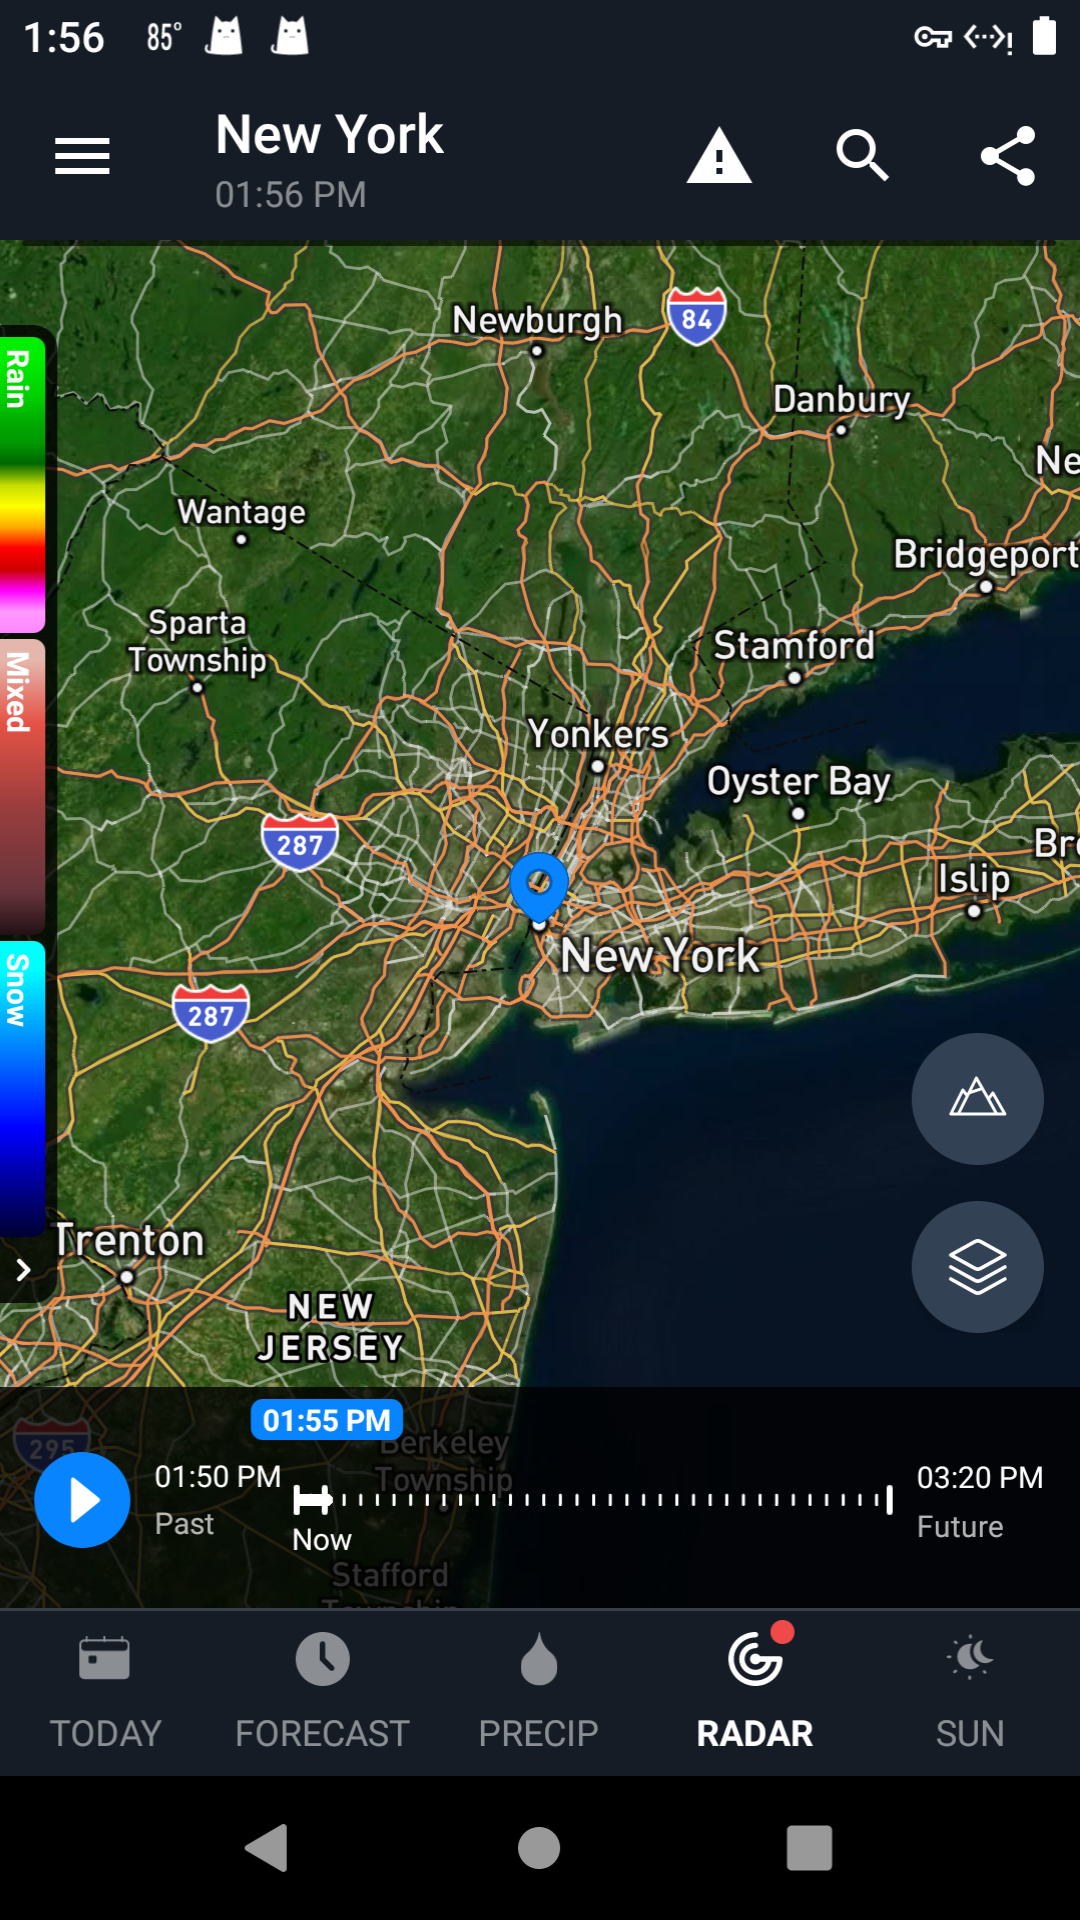 1:56 85°
New York
01:56 PM
Newburgh
84
Danbury
Rain
Ne
Wantage
Bridgeport
Sparta
Township
Stamford
Mixed
Yonkers
Oyster Bay
287
Bro
Islip
New York
Snow
287
Trenton
NEW
JERSEY
01:55 PM
295
Berkeley
Township
01:50 PM
03:20 PM
Past
Now
Future
Stafford
Township
TODAY FORECAST PRECIP RADAR SUN